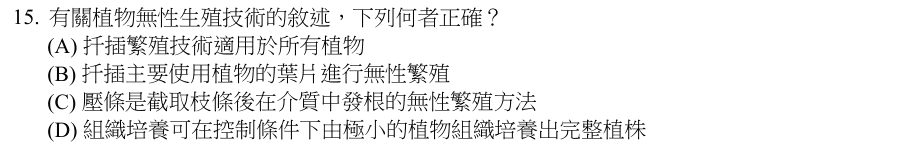 15. 有關植物無性生殖技術的敘述，下列何者正確？
(A) 扦插繁殖技術適用於所有植物
(B) 扦插主要使用植物的葉片進行無性繁殖
(C) 壓條是截取枝條後在介質中發根的無性繁殖方法
(D) 組織培養可在控制條件下由極小的植物組織培養出完整植株